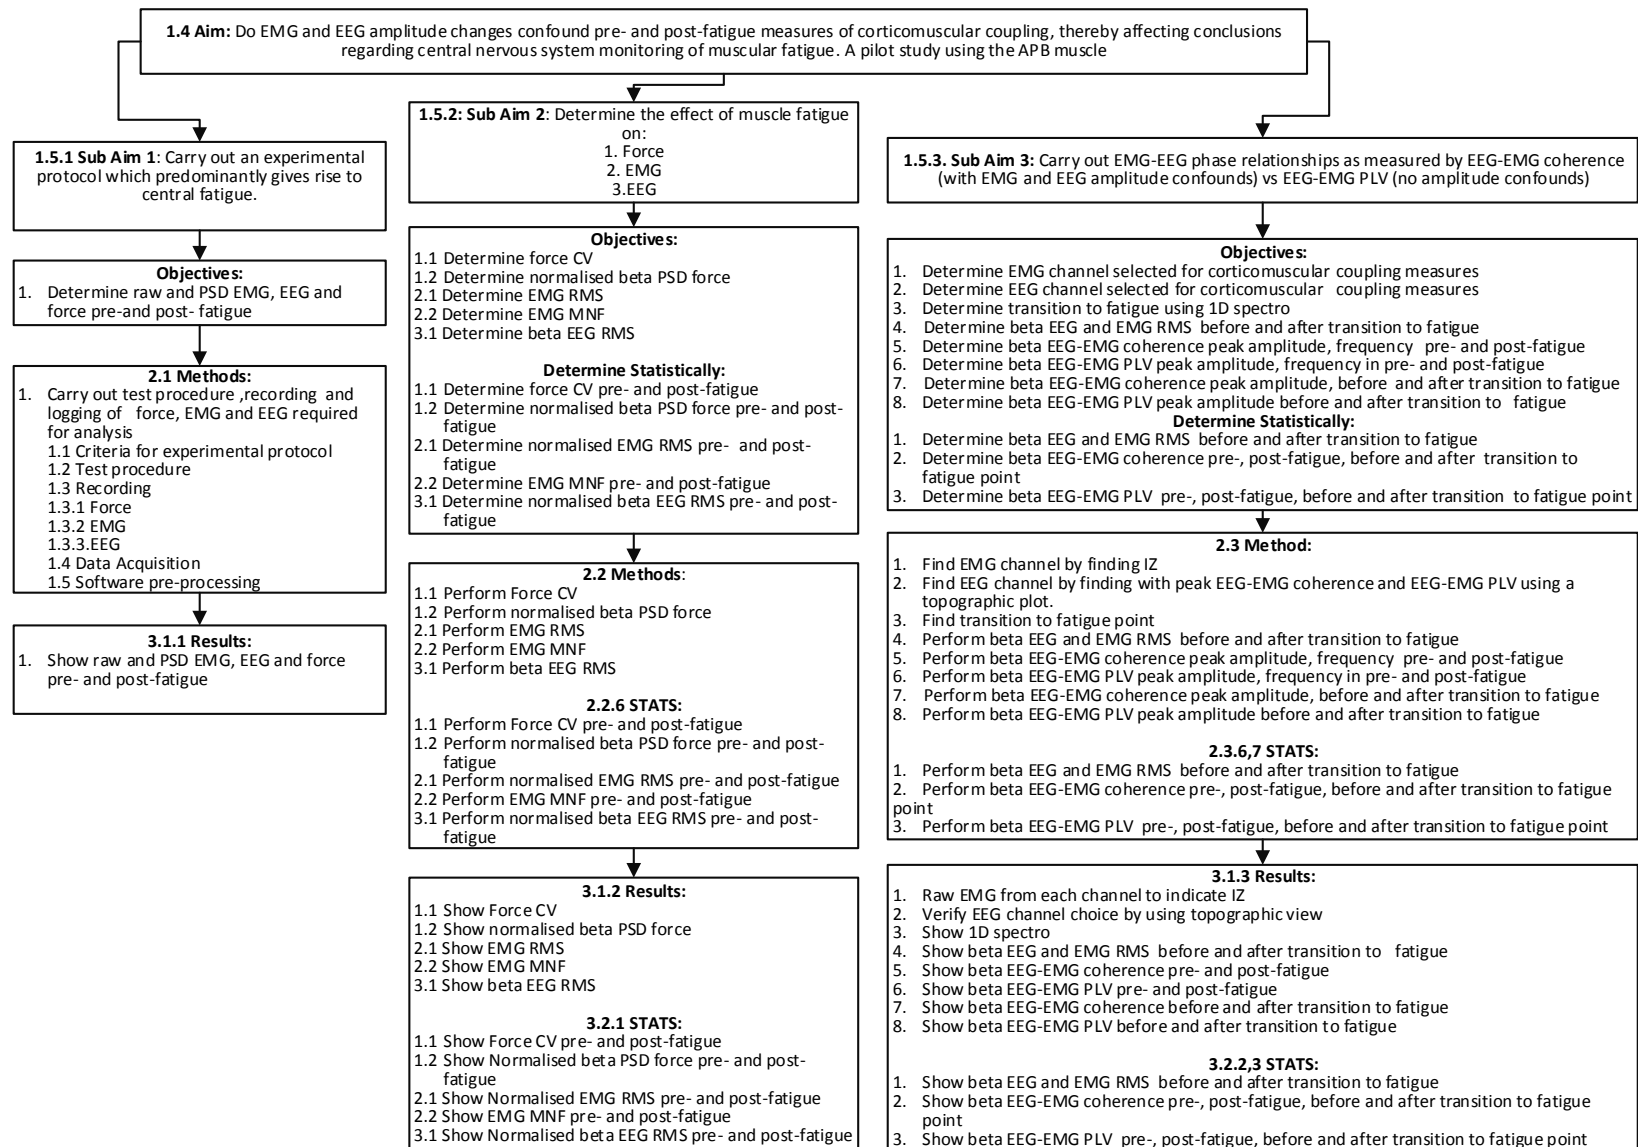 1.4 Aim: Do EMG and EEG amplitude changes confound pre- and post-fatigue measures of corticomuscular coupling, thereby affecting conclusions
regarding central nervous system monitoring of muscular fatigue. A pilot study using the APB muscle
1.5.1 Sub Aim 1: Carry out an experimental
protocol which predominantly gives rise to
central fatigue.
Objectives:
1. Determine raw and PSD EMG, EEG and
force pre-and post- fatigue
2.1 Methods:
1. Carry out test procedure ,recording and
logging of force, EMG and EEG required
for analysis
1.1 Criteria for experimental protocol
1.2 Test procedure
1.3 Recording
1.3.1 Force
1.3.2 EMG
1.3.3.EEG
1.4 Data Acquisition
1.5 Software pre-processing
3.1.1 Results:
1. Show raw and PSD EMG, EEG and force
pre- and post-fatigue
1.5.2: Sub Aim 2: Determine the effect of muscle fatigue
on:
1. Force
2. EMG
3.EEG
Objectives:
1.1 Determine force CV
1.2 Determine normalised beta PSD force
2.1 Determine EMG RMS
2.2 Determine EMG MNF
3.1 Determine beta EEG RMS
Determine Statistically:
1.1 Determine force CV pre- and post-fatigue
1.2 Determine normalised beta PSD force pre- and post-
fatigue
2.1 Determine normalised EMG RMS pre- and post-
fatigue
2.2 Determine EMG MNF pre- and post-fatigue
3.1 Determine normalised beta EEG RMS pre- and post-
fatigue
2.2 Methods:
1.1 Perform Force CV
1.2 Perform normalised beta PSD force
2.1 Perform EMG RMS
2.2 Perform EMG MNF
3.1 Perform beta EEG RMS
2.2.6 STATS:
1.1 Perform Force CV pre- and post-fatigue
1.2 Perform normalised beta PSD force pre- and post-
fatigue
2.1 Perform normalised EMG RMS pre- and post-fatigue
2.2 Perform EMG MNF pre- and post-fatigue
3.1 Perform normalised beta EEG RMS pre- and post-
fatigue
3.1.2 Results:
1.1 Show Force CV
1.2 Show normalised beta PSD force
2.1 Show EMG RMS
2.2 Show EMG MNF
3.1 Show beta EEG RMS
3.2.1 STATS:
1.1 Show Force CV pre- and post-fatigue
1.2 Show Normalised beta PSD force pre- and post-
fatigue
2.1 Show Normalised EMG RMS pre- and post-fatigue
2.2 Show EMG MNF pre- and post-fatigue
3.1 Show Normalised beta EEG RMS pre- and post-fatigue
1.5.3. Sub Aim 3: Carry out EMG-EEG phase relationships as measured by EEG-EMG coherence
(with EMG and EEG amplitude confounds) vs EEG-EMG PLV (no amplitude confounds)
Objectives:
1. Determine EMG channel selected for corticomuscular coupling measures
2. Determine EEG channel selected for corticomuscular coupling measures
3. Determine transition to fatigue using 1D spectro
4. Determine beta EEG and EMG RMS before and after transition to fatigue
5. Determine beta EEG-EMG coherence peak amplitude, frequency pre- and post-fatigue
6. Determine beta EEG-EMG PLV peak amplitude, frequency in pre- and post-fatigue
7. Determine beta EEG-EMG coherence peak amplitude, before and after transition to fatigue
8. Determine beta EEG-EMG PLV peak amplitude before and after transition to fatigue
Determine Statistically:
1. Determine beta EEG and EMG RMS before and after transition to fatigue
2. Determine beta EEG-EMG coherence pre-, post-fatigue, before and after transition to
fatigue point
3. Determine beta EEG-EMG PLV pre-, post-fatigue, before and after transition to fatigue point
2.3 Method:
1. Find EMG channel by finding IZ
2. Find EEG channel by finding with peak EEG-EMG coherence and EEG-EMG PLV using a
topographic plot.
3. Find transition to fatigue point
4. Perform beta EEG and EMG RMS before and after transition to fatigue
5. Perform beta EEG-EMG coherence peak amplitude, frequency pre- and post-fatigue
6. Perform beta EEG-EMG PLV peak amplitude, frequency in pre- and post-fatigue
7. Perform beta EEG-EMG coherence peak amplitude, before and after transition to fatigue
8. Perform beta EEG-EMG PLV peak amplitude before and after transition to fatigue
2.3.6,7 STATS:
1. Perform beta EEG and EMG RMS before and after transition to fatigue
2. Perform beta EEG-EMG coherence pre-, post-fatigue, before and after transition to fatigue
point
3. Perform beta EEG-EMG PLV pre-, post-fatigue, before and after transition to fatigue point
3.1.3 Results:
1. Raw EMG from each channel to indicate IZ
2. Verify EEG channel choice by using topographic view
3. Show 1D spectro
4. Show beta EEG and EMG RMS before and after transition to fatigue
5. Show beta EEG-EMG coherence pre- and post-fatigue
6. Show beta EEG-EMG PLV pre- and post-fatigue
7. Show beta EEG-EMG coherence before and after transition to fatigue
8. Show beta EEG-EMG PLV before and after transition to fatigue
3.2.2,3 STATS:
1. Show beta EEG and EMG RMS before and after transition to fatigue
2. Show beta EEG-EMG coherence pre-, post-fatigue, before and after transition to fatigue
point
3. Show beta EEG-EMG PLV pre-, post-fatigue, before and after transition to fatigue point